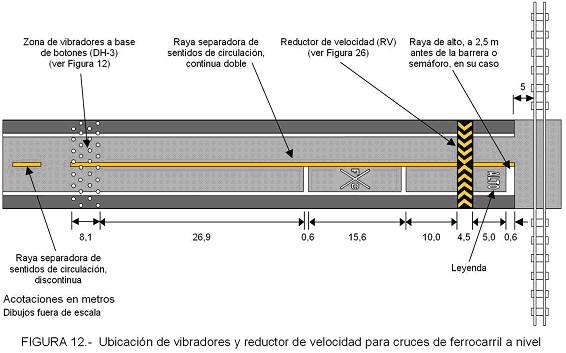 Zona de vibradores a base
de botones (DH-3)
(ver Figura 12)
Raya separadora de
sentidos de circulación,
continua doble
Reductor de velocidad (RV)
(ver Figura 26)
Raya de alto, a 2,5 m
antes de la barrera o
semáforo, en su caso
5
FXC
ALTO
8,1
26,9
0,6
15,6
10,0
4,5
5,0
0,6
Raya separadora de
sentidos de circulación,
discontinua
Leyenda
Acotaciones en metros
Dibujos fuera de escala
FIGURA 12.- Ubicación de vibradores y reductor de velocidad para cruces de ferrocarril a nivel